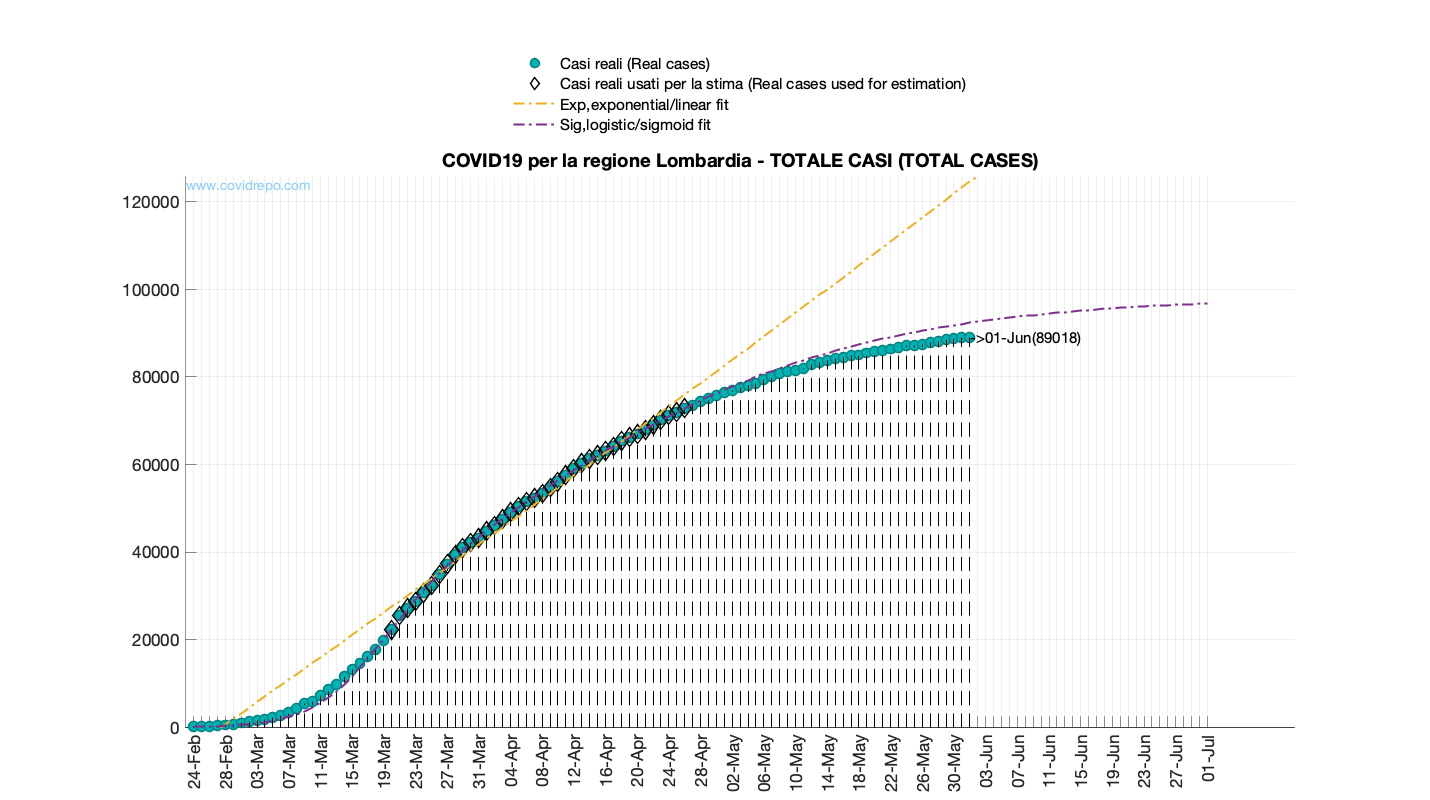 Casi reali (Real cases)
Casi reali usati per la stima (Real cases used for estimation)
Exp,exponential/linear fit
Sig,logistic/sigmoid fit
COVID19 per la regione Lombardia - TOTALE CASI (TOTAL CASES)
www.covidrepo.com
120000
100000
80000
60000
40000
20000
0
->01-Jun(89018)
24-Feb
28-Feb
03-Mar
07-Mar
11-Mar
15-Mar
19-Mar
23-Mar
27-Mar
31-Mar
04-Apr
08-Apr
12-Apr
16-Apr
20-Apr
24-Apr
28-Apr
02-May
06-May
10-May
14-May
18-May
22-May
26-May
30-May
03-Jun
07-Jun
11-Jun
15-Jun
19-Jun
23-Jun
27-Jun
01-Jul